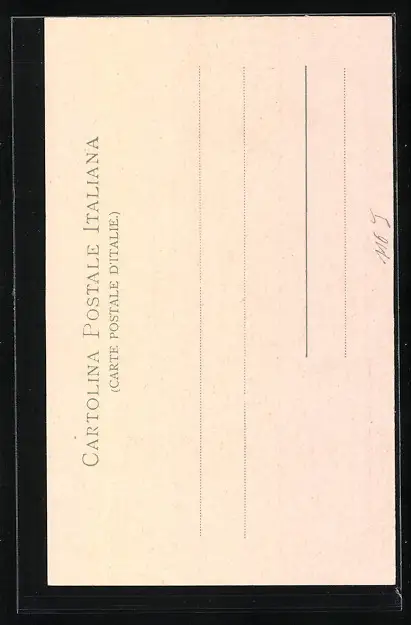 CARTOLINA POSTALE ITALIANA
(CARTE POSTALE D'ITALIE.)